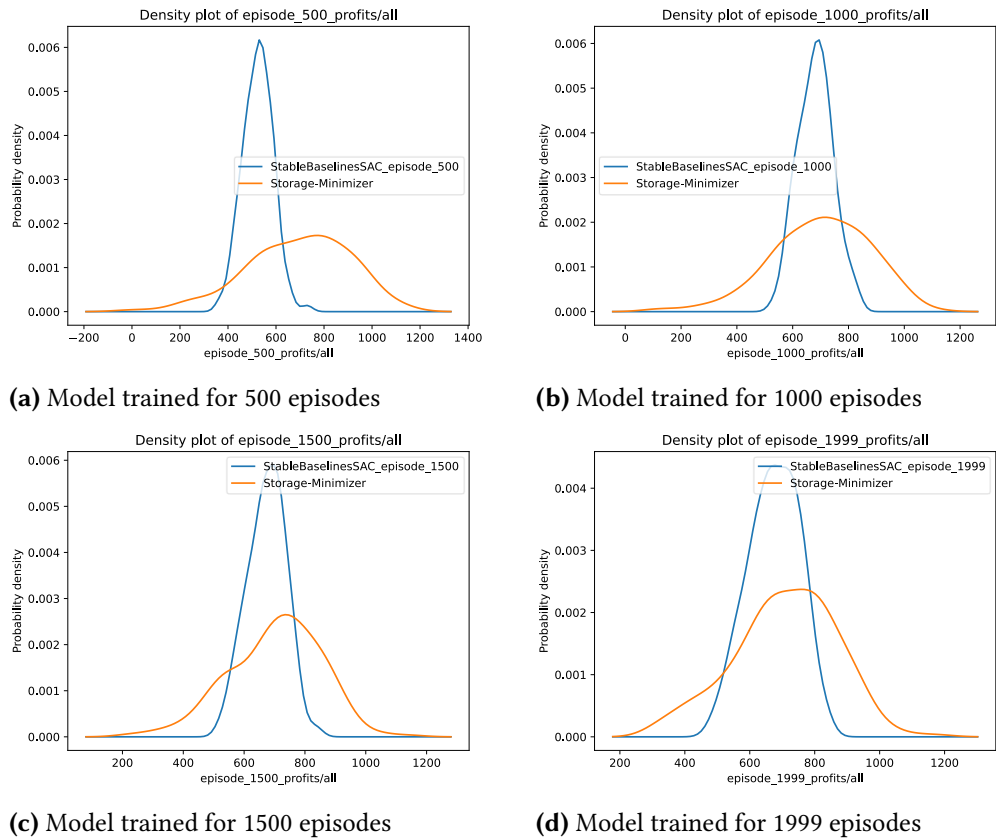 Density plot of episode_500_profits/all
Probability density
0.006
0.005
0.004
0.003
0.002
0.001
0.000
StableBaselinesSAC_episode_500
Storage-Minimizer
−200 0 200 400 600 800 1000 1200 1400
episode_500_profits/all
(a) Model trained for 500 episodes
Density plot of episode_1000_profits/all
Probability density
0.006
0.005
0.004
0.003
0.002
0.001
0.000
StableBaselinesSAC_episode_1000
Storage-Minimizer
0 200 400 600 800 1000 1200
episode_1000_profits/all
(b) Model trained for 1000 episodes
Density plot of episode_1500_profits/all
Probability density
0.006
0.005
0.004
0.003
0.002
0.001
0.000
StableBaselinesSAC_episode_1500
Storage-Minimizer
200 400 600 800 1000 1200
episode_1500_profits/all
(c) Model trained for 1500 episodes
Density plot of episode_1999_profits/all
Probability density
0.004
0.003
0.002
0.001
0.000
StableBaselinesSAC_episode_1999
Storage-Minimizer
200 400 600 800 1000 1200
episode_1999_profits/all
(d) Model trained for 1999 episodes